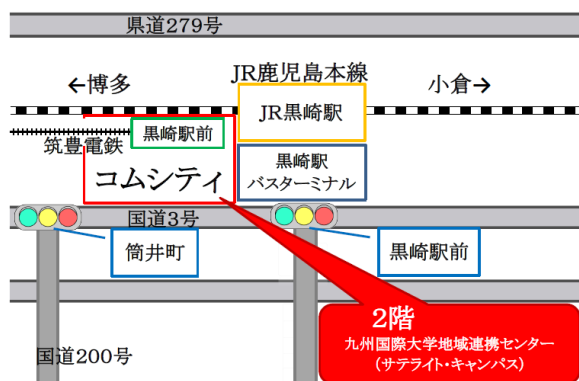 県道279号
JR鹿児島本線
←博多
小倉→
JR黒崎駅
黒崎駅前
筑豊電鉄
コムシティ
黒崎駅
バスターミナル
国道3号
筒井町
黒崎駅前
2階
九州国際大学地域連携センター
（サテライト・キャンパス）
国道200号